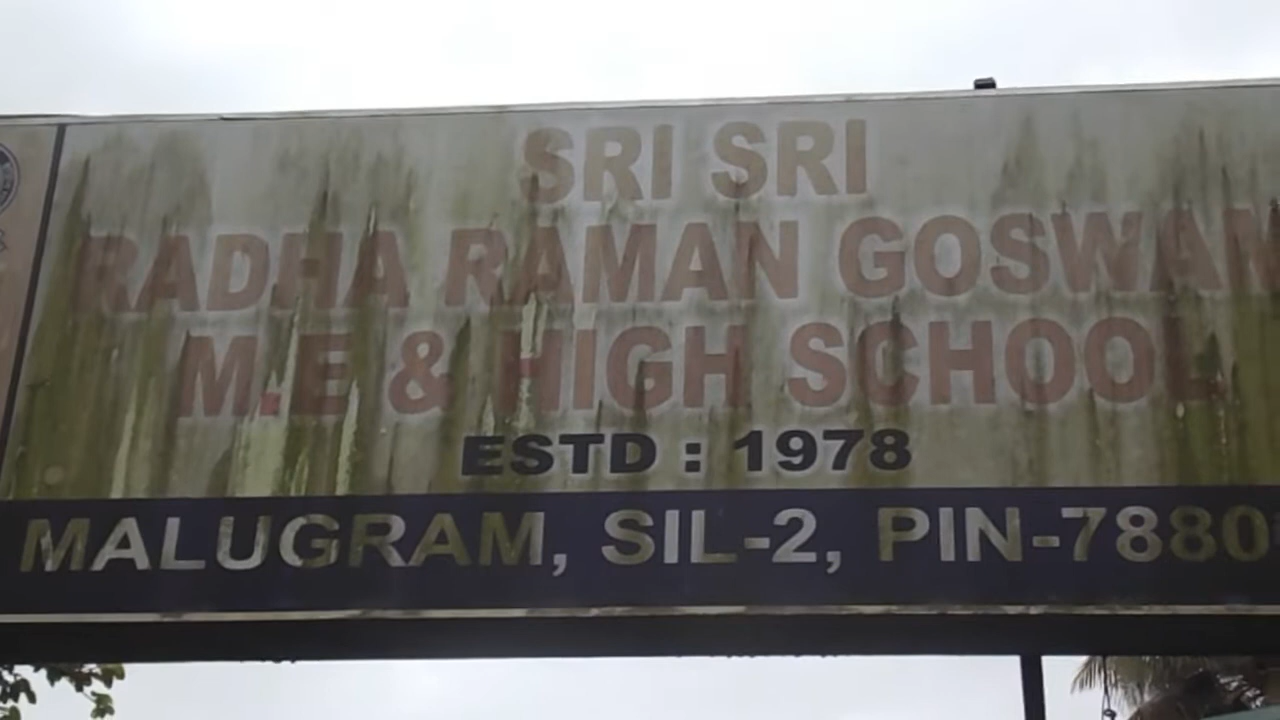 SRI SRI
RADHA RAMAN GOSWAM
M.E & HIGH SCHOOL
ESTD : 1978
MALUGRAM, SIL-2, PIN-7880